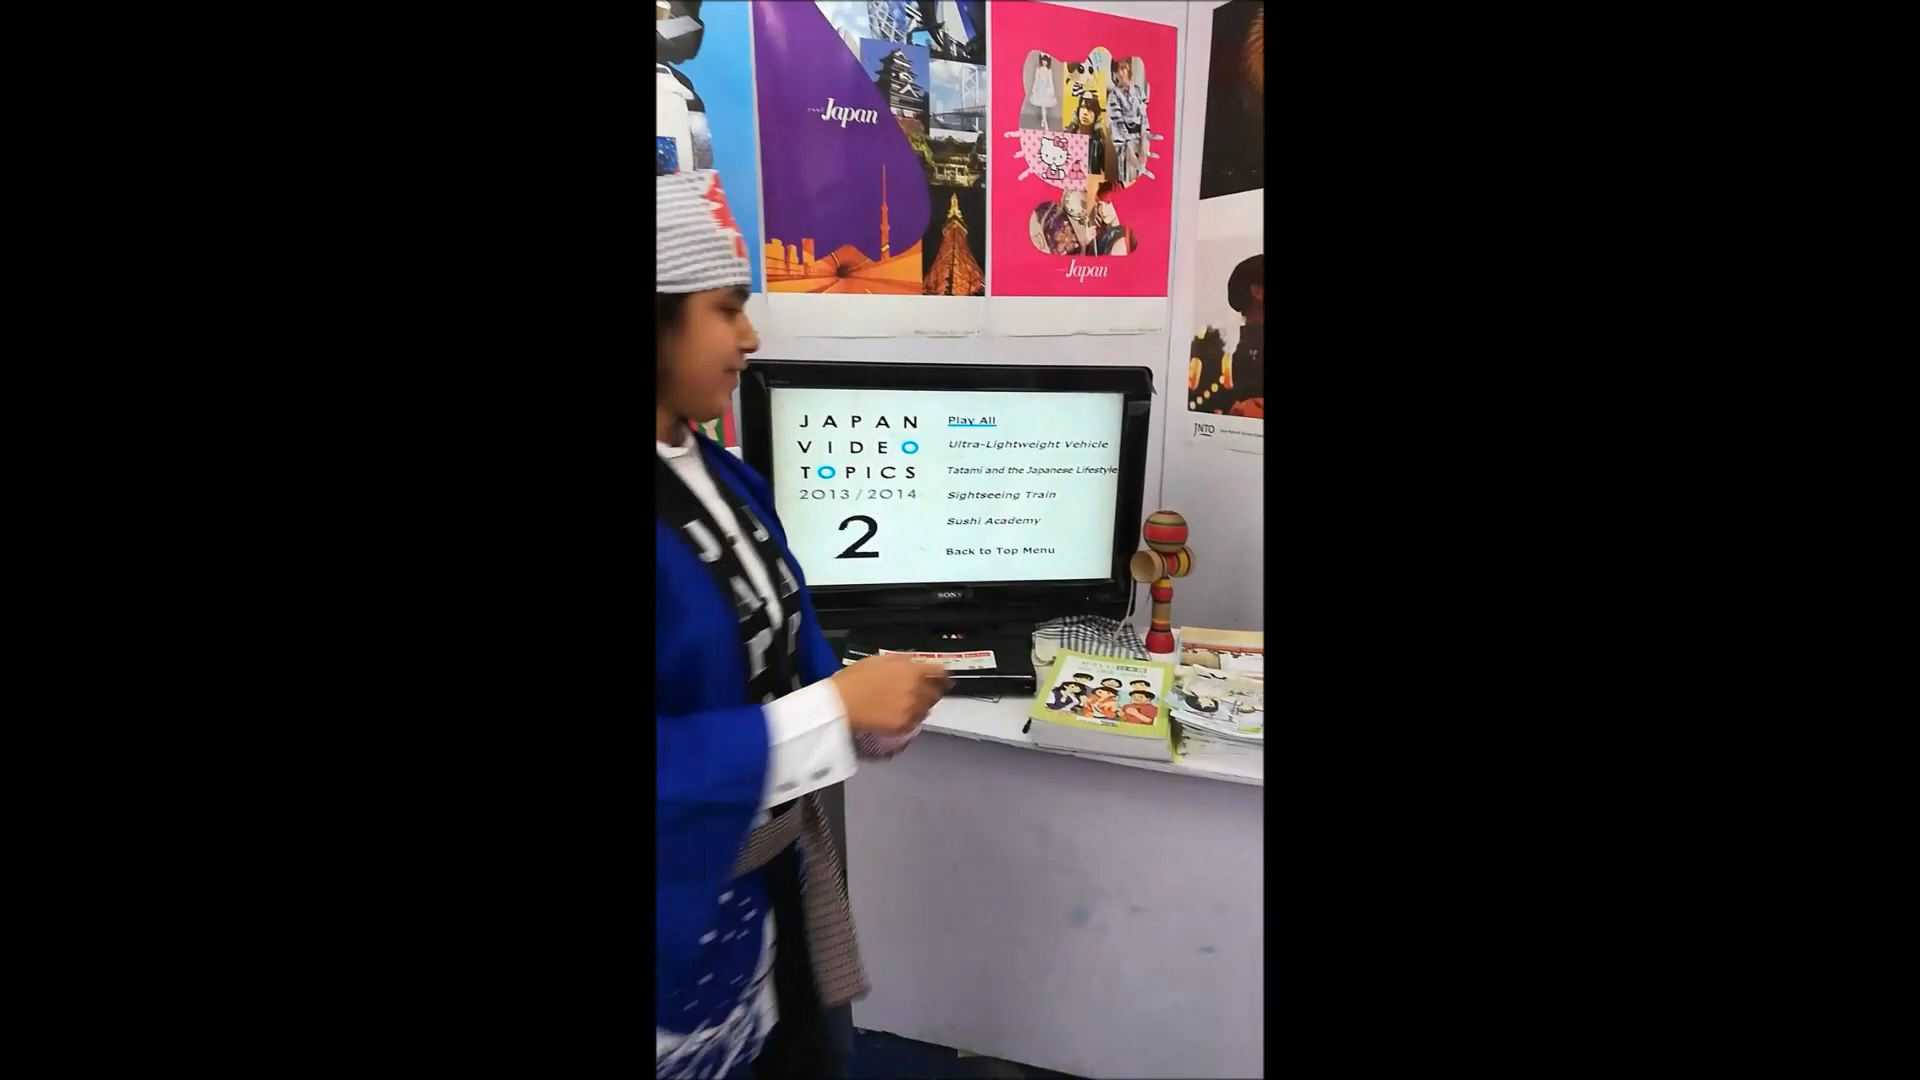 Japan
Japan
JNTO
JAPAN
VIDEO
TOPICS
2013/2014
2
Play All
Ultra-Lightweight Vehicle
Tatami and the Japanese Lifestyle
Sightseeing Train
Sushi Academy
Back to Top Menu
SONY